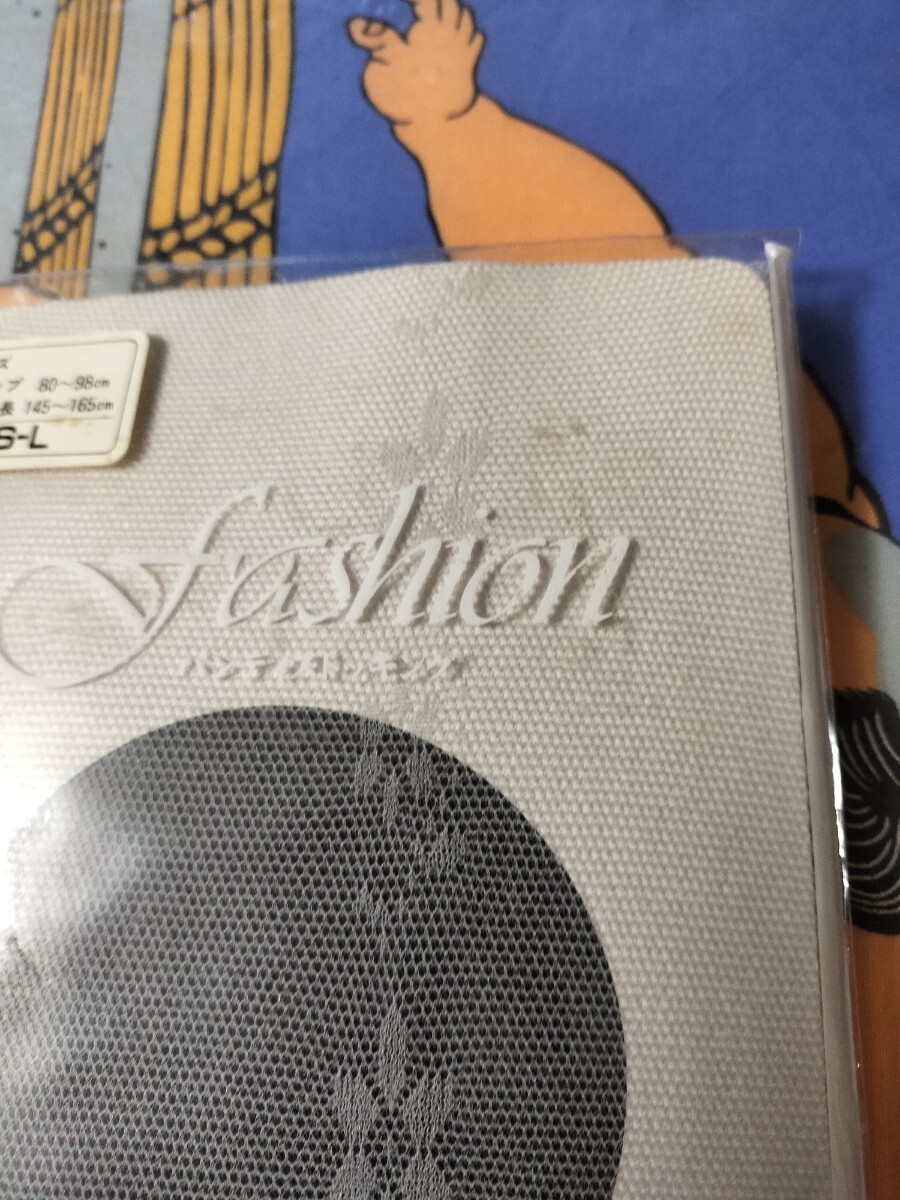 ズ
ップ 80~98cm
長 145~165cm
S-L
fashion
パンティストッキング